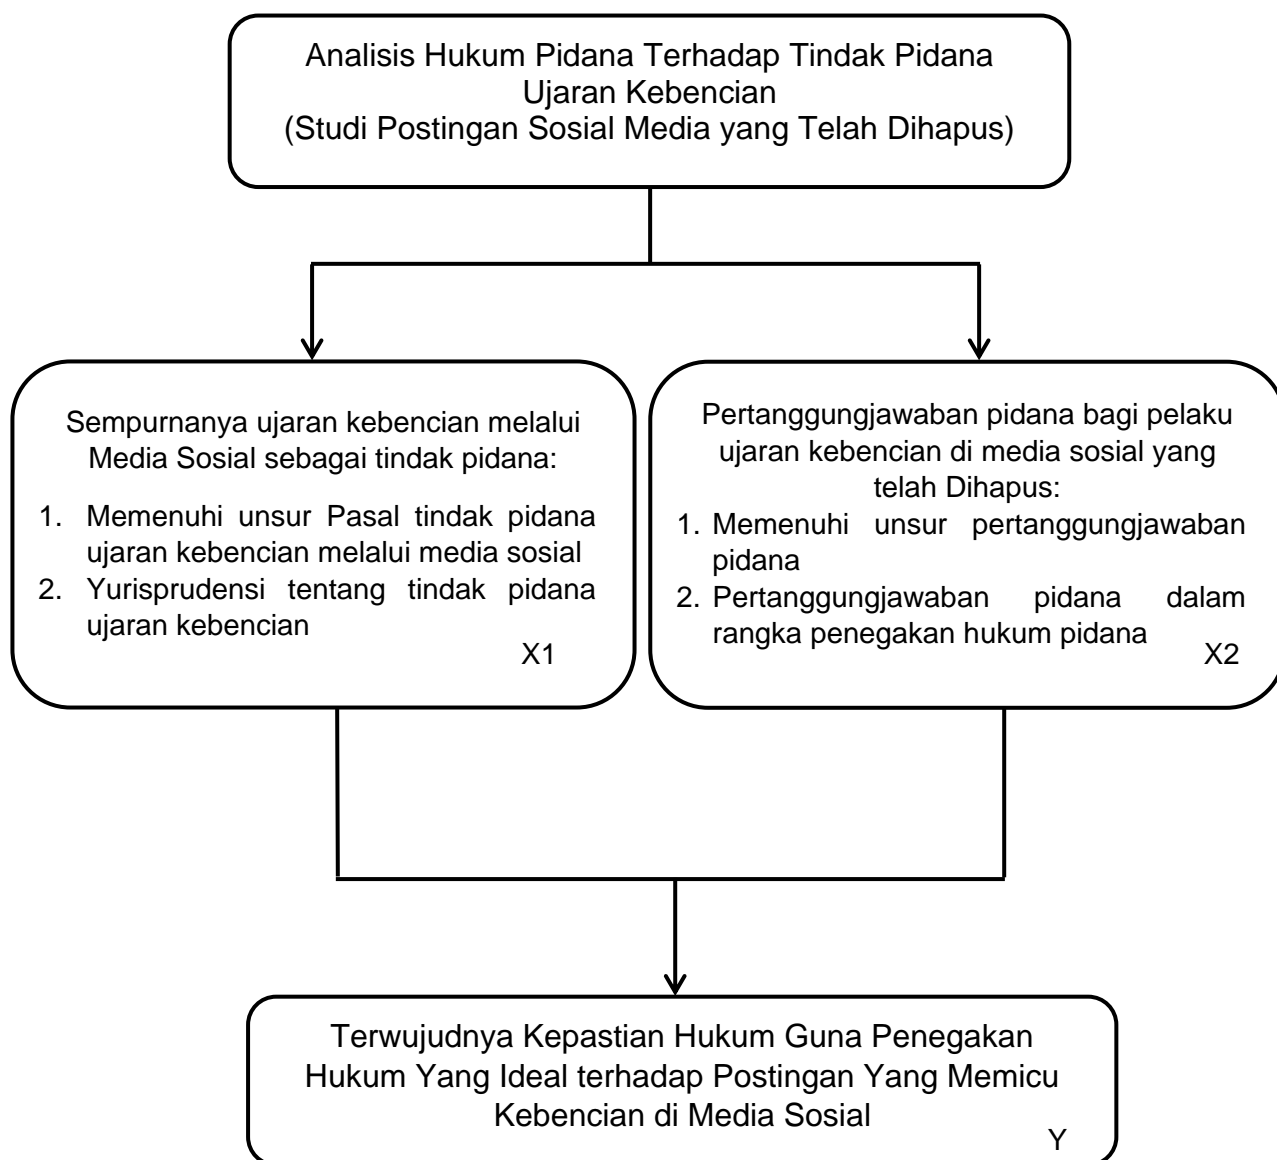 Analisis Hukum Pidana Terhadap Tindak Pidana
Ujaran Kebencian
(Studi Postingan Sosial Media yang Telah Dihapus)
Sempurnanya ujaran kebencian melalui
Media Sosial sebagai tindak pidana:
1. Memenuhi unsur Pasal tindak pidana
ujaran kebencian melalui media sosial
2. Yurisprudensi tentang tindak pidana
ujaran kebencian
X1
Pertanggungjawaban pidana bagi pelaku
ujaran kebencian di media sosial yang
telah Dihapus:
1. Memenuhi unsur pertanggungjawaban
pidana
2. Pertanggungjawaban pidana dalam
rangka penegakan hukum pidana
X2
Terwujudnya Kepastian Hukum Guna Penegakan
Hukum Yang Ideal terhadap Postingan Yang Memicu
Kebencian di Media Sosial
Y